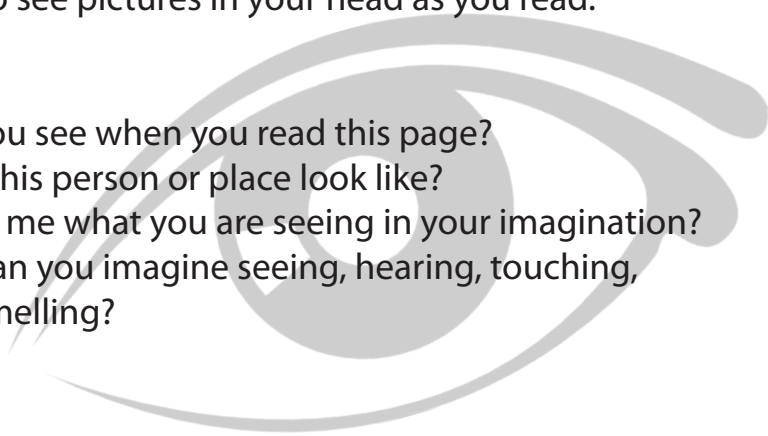 see pictures in your head as you read.
ou see when you read this page?
his person or place look like?
me what you are seeing in your imagination?
an you imagine seeing, hearing, touching,
melling?